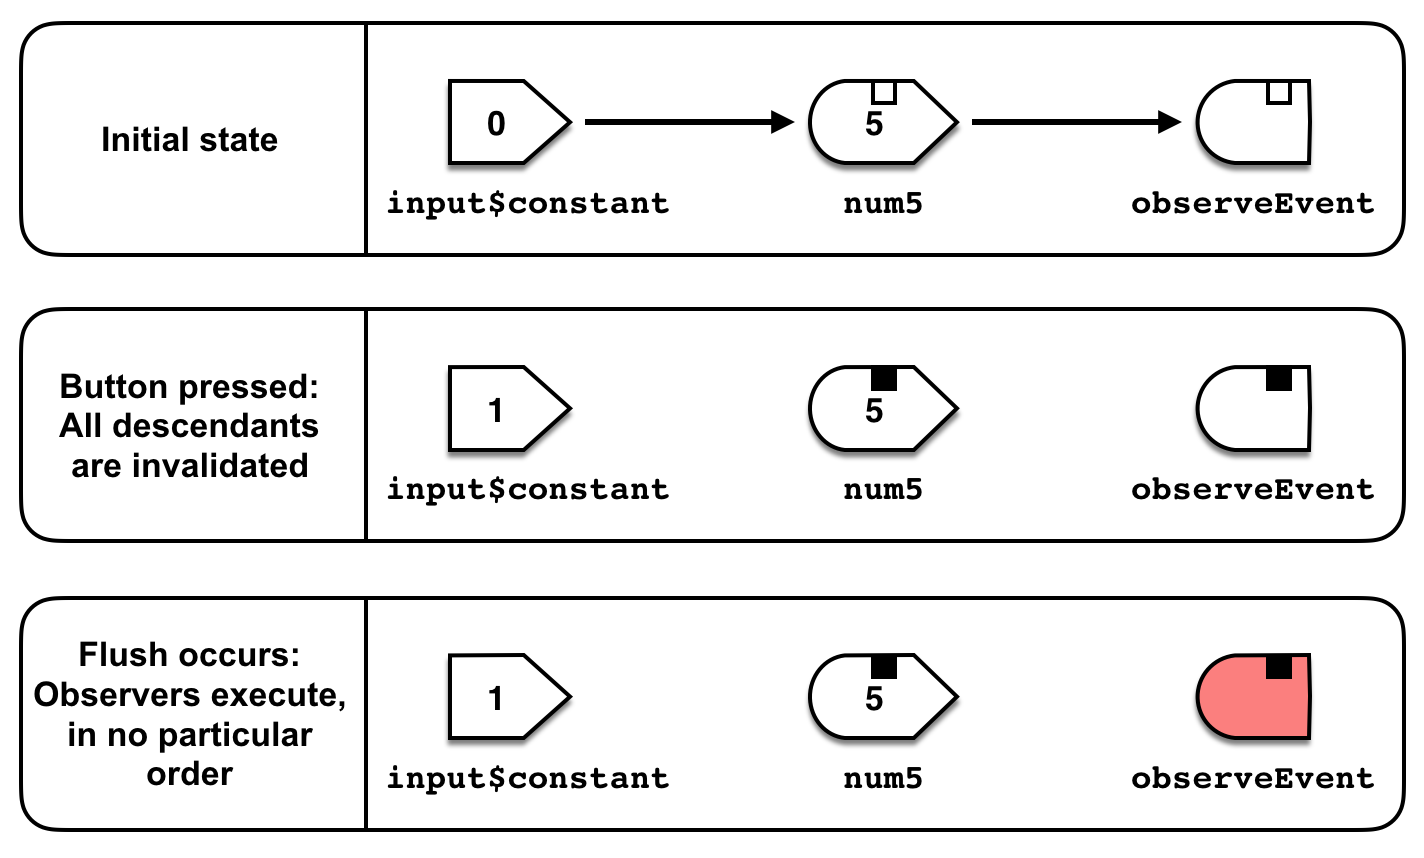 Initial state
0
5
input$constant
num5
observeEvent
Button pressed:
All descendants
are invalidated
1
5
input$constant
num5
observeEvent
Flush occurs:
Observers execute,
in no particular
order
1
5
input$constant
num5
observeEvent